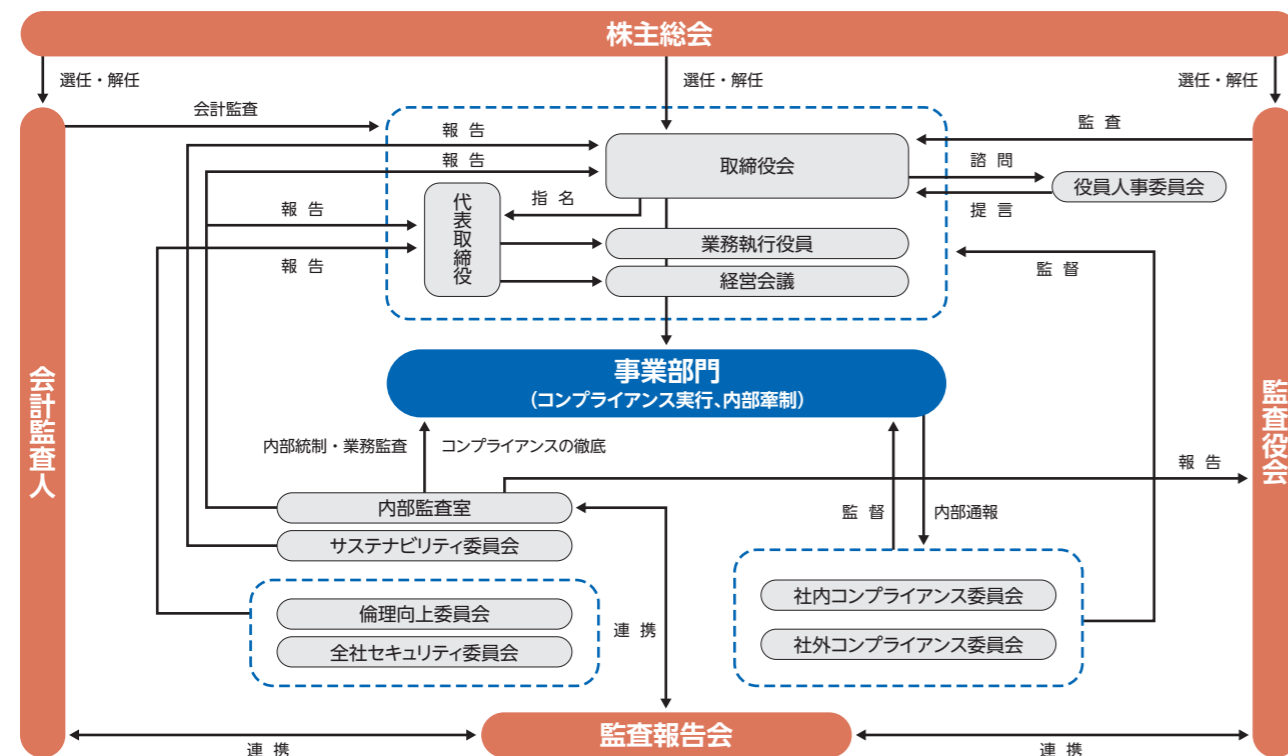 株主総会
選任・解任
選任・解任
選任・解任
会計監査
報告
監査
取締役会
報告
諮問
役員人事委員会
代表取締役
指名
提言
報告
業務執行役員
報告
監督
経営会議
事業部門
(コンプライアンス実行、内部牽制)
会計監査人
監査役会
内部統制・業務監査
コンプライアンスの徹底
報告
内部監査室
監督
内部通報
サステナビリティ委員会
社内コンプライアンス委員会
倫理向上委員会
連携
社外コンプライアンス委員会
全社セキュリティ委員会
監査報告会
連携
連携